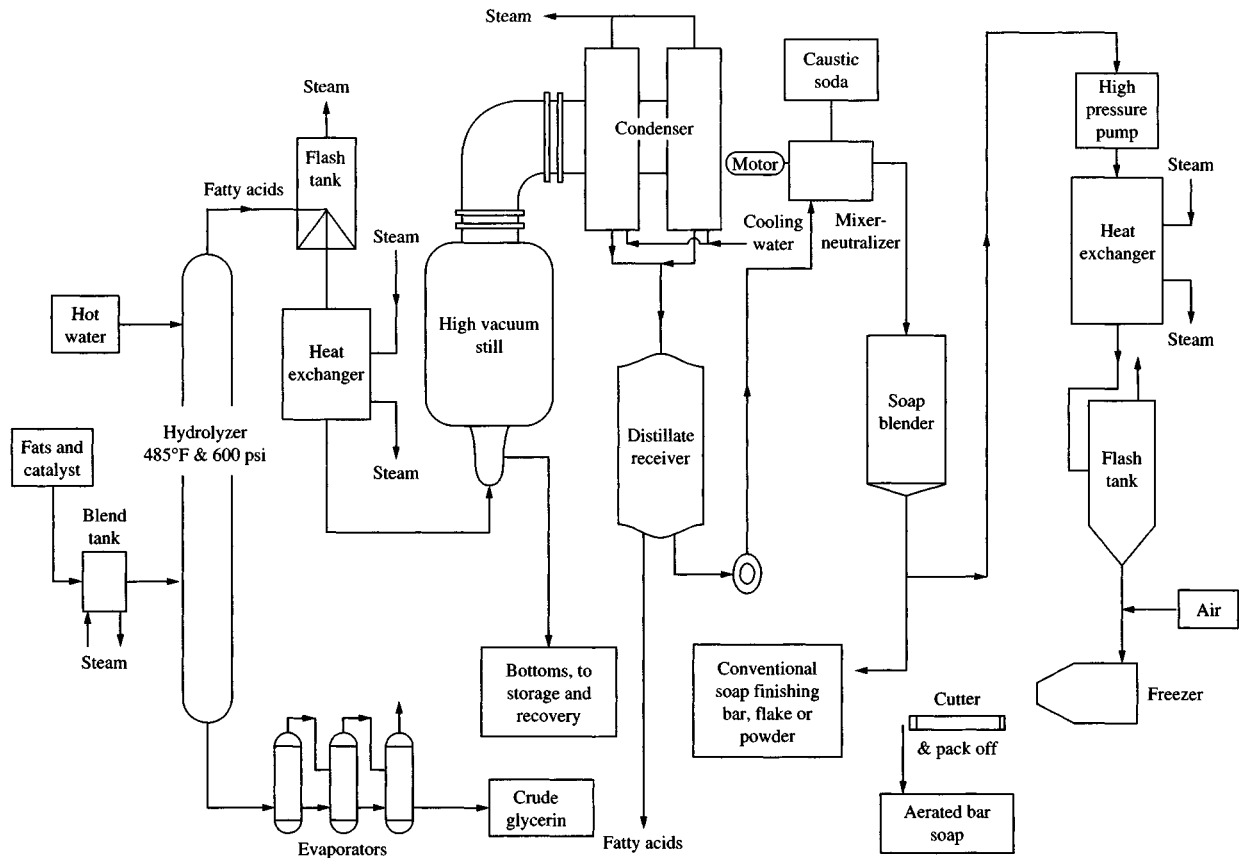 Steam
Caustic
soda
High
pressure
pump
Steam
Flash
tank
Condenser
Motor
Steam
Fatty acids
Cooling
water
Mixer-
neutralizer
Heat
exchanger
Steam
Hot
water
High vacuum
still
Heat
exchanger
Steam
Soap
blender
Fats and
catalyst
Hydrolyzer
485°F & 600 psi
Distillate
receiver
Steam
Flash
tank
Blend
tank
Air
Steam
Bottoms, to
storage and
recovery
Conventional
soap finishing
bar, flake or
powder
Freezer
Cutter
& pack off
Crude
glycerin
Aerated bar
soap
Evaporators
Fatty acids